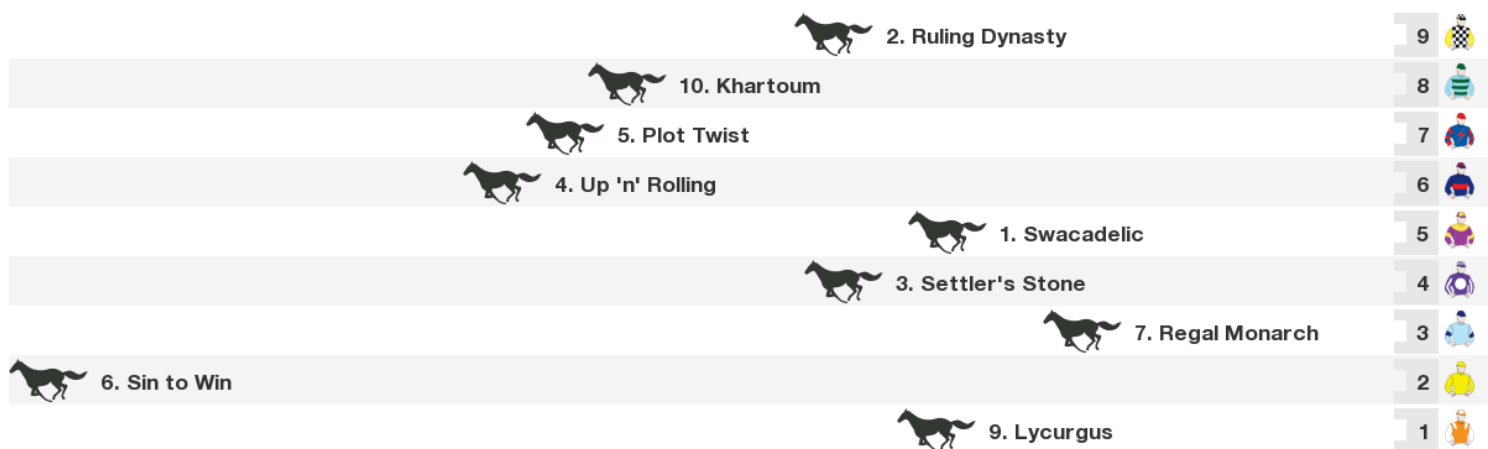 2. Ruling Dynasty 9
10. Khartoum 8
5. Plot Twist 7
4. Up 'n' Rolling 6
1. Swacadelic 5
3. Settler's Stone 4
7. Regal Monarch 3
6. Sin to Win 2
9. Lycurgus 1